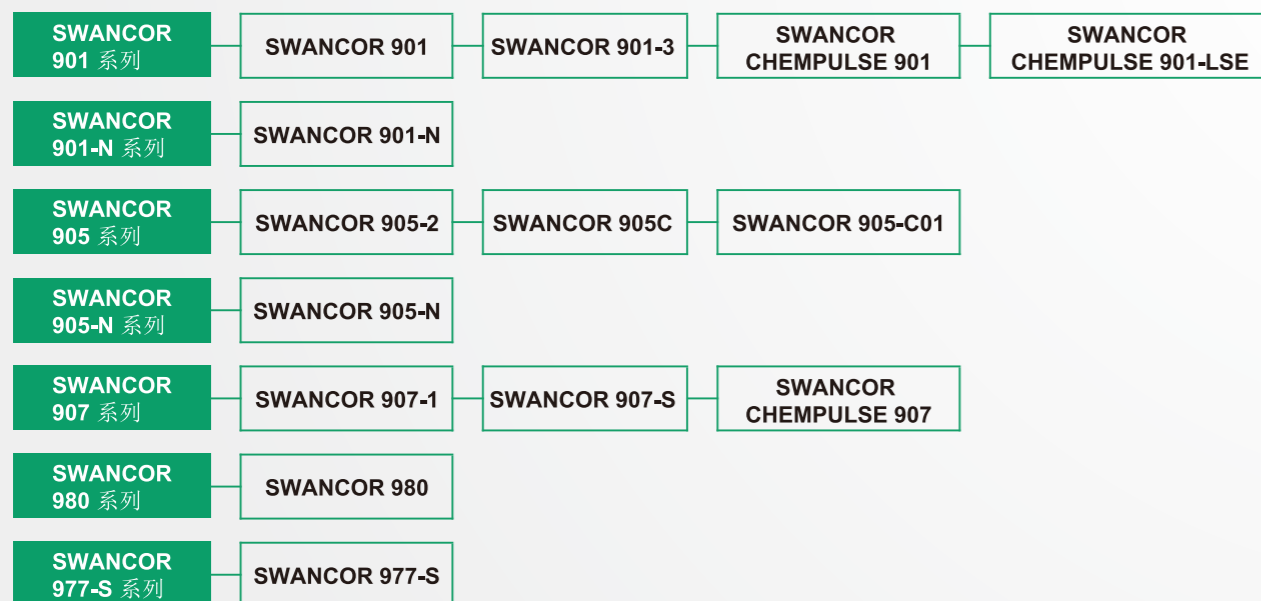 SWANCOR
901 系列
SWANCOR 901
SWANCOR 901-3
SWANCOR
CHEMPULSE 901
SWANCOR
CHEMPULSE 901-LSE
SWANCOR
901-N 系列
SWANCOR 901-N
SWANCOR
905 系列
SWANCOR 905-2
SWANCOR 905C
SWANCOR 905-C01
SWANCOR
905-N 系列
SWANCOR 905-N
SWANCOR
907 系列
SWANCOR 907-1
SWANCOR 907-S
SWANCOR
CHEMPULSE 907
SWANCOR
980 系列
SWANCOR 980
SWANCOR
977-S 系列
SWANCOR 977-S